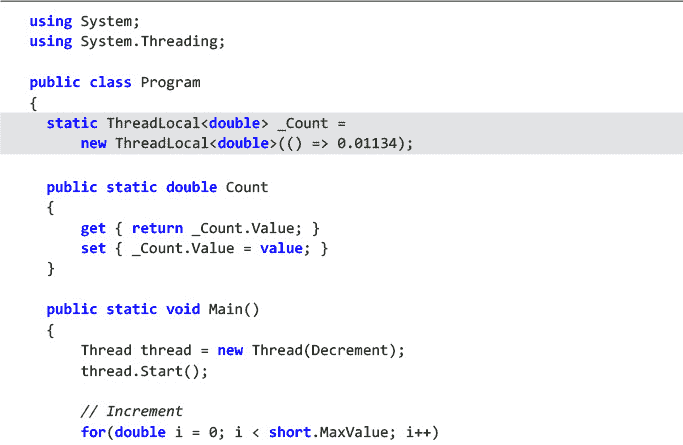 using System;
using System.Threading;
public class Program
{
static ThreadLocal<double> _Count =
new ThreadLocal<double>(() => 0.01134);
public static double Count
{
get { return _Count.Value; }
set { _Count.Value = value; }
}
public static void Main()
{
Thread thread = new Thread(Decrement);
thread.Start();
// Increment
for(double i = 0; i < short.MaxValue; i++)